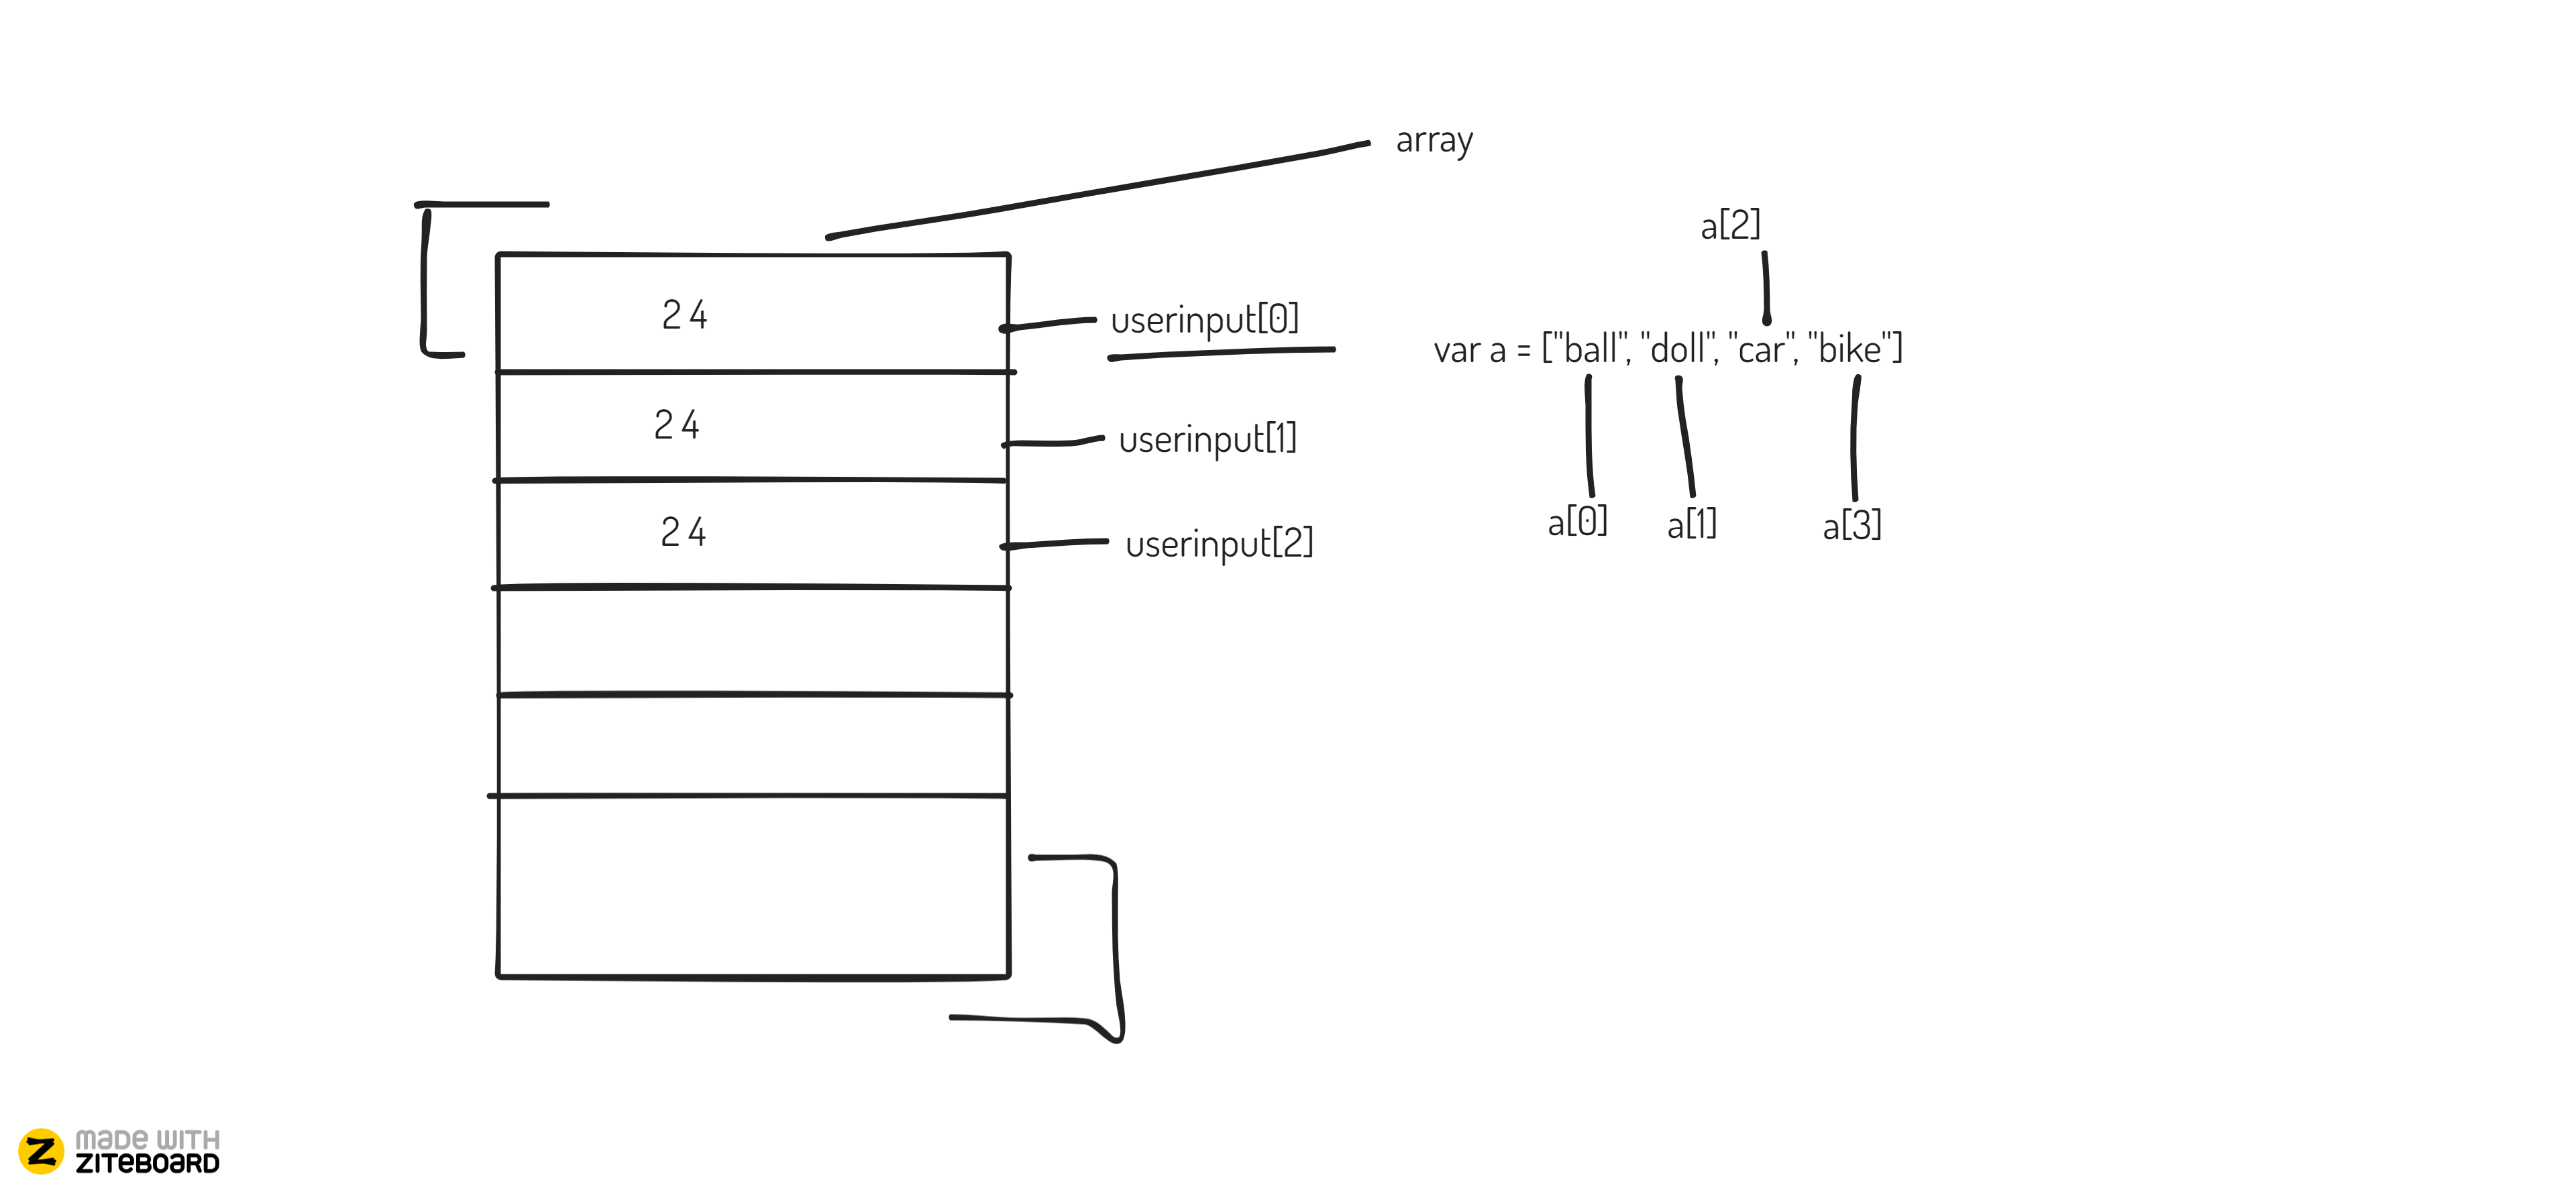 array
a[2]
24
userinput[0]
var a = ["ball", "doll", "car", "bike"]
24
userinput[1]
a[0]
a[1]
a[3]
24
userinput[2]
MADE WITH
ZITEBOARD